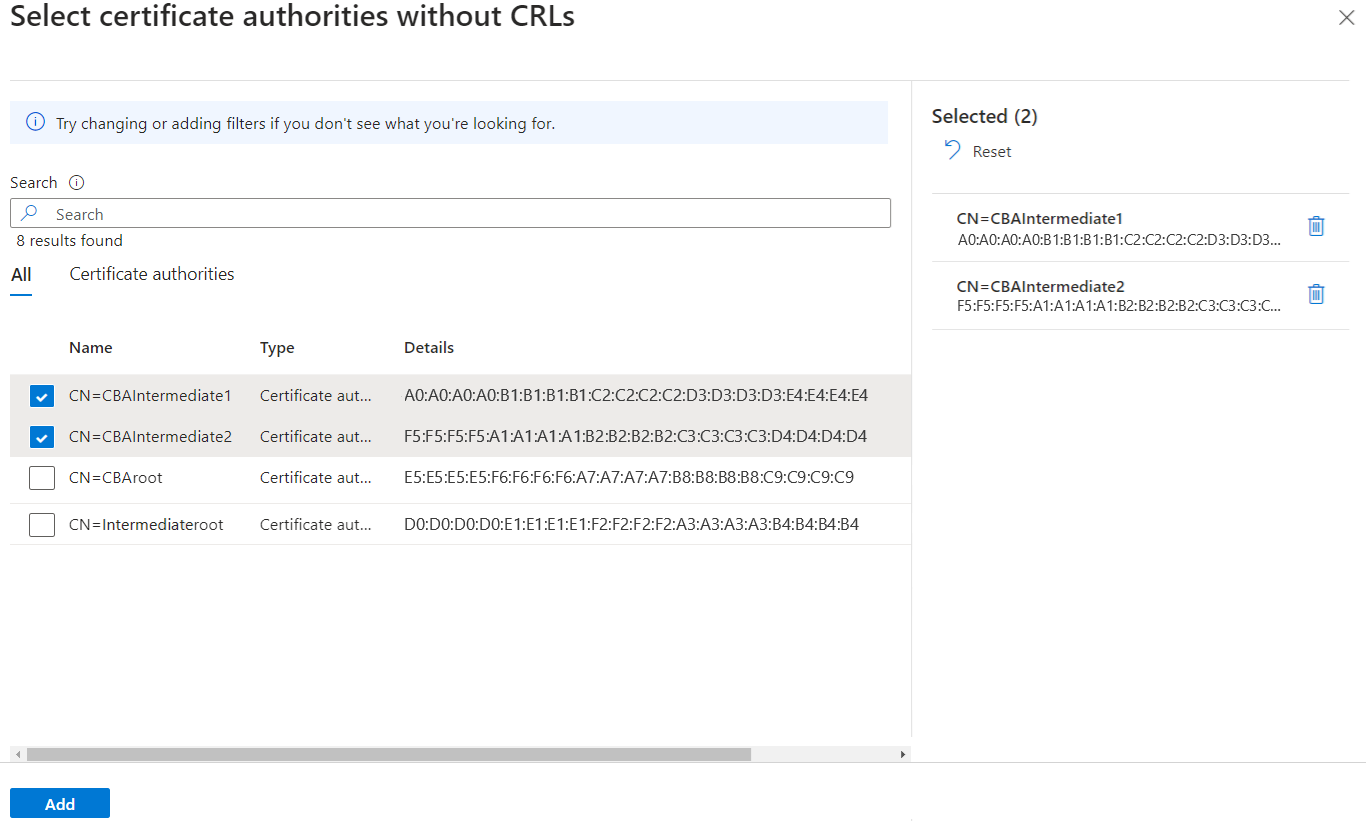 Select certificate authorities without CRLs
Try changing or adding filters if you don't see what you're looking for.
Search
Search
8 results found
All Certificate authorities
Name Type Details
CN=CBAIntermediate1 Certificate aut... A0:A0:A0:A0:B1:B1:B1:B1:C2:C2:C2:C2:D3:D3:D3:D3:E4:E4:E4:E4
CN=CBAIntermediate2 Certificate aut... F5:F5:F5:F5:A1:A1:A1:A1:B2:B2:B2:B2:C3:C3:C3:C3:D4:D4:D4:D4
CN=CBAroot Certificate aut... E5:E5:E5:E5:F6:F6:F6:F6:A7:A7:A7:A7:B8:B8:B8:B8:C9:C9:C9:C9
CN=Intermediateroot Certificate aut... D0:D0:D0:D0:E1:E1:E1:E1:F2:F2:F2:F2:A3:A3:A3:A3:B4:B4:B4:B4
Selected (2)
Reset
CN=CBAIntermediate1
A0:A0:A0:A0:B1:B1:B1:B1:C2:C2:C2:C2:D3:D3:D3...
CN=CBAIntermediate2
F5:F5:F5:F5:A1:A1:A1:A1:B2:B2:B2:B2:C3:C3:C3:C...
Add